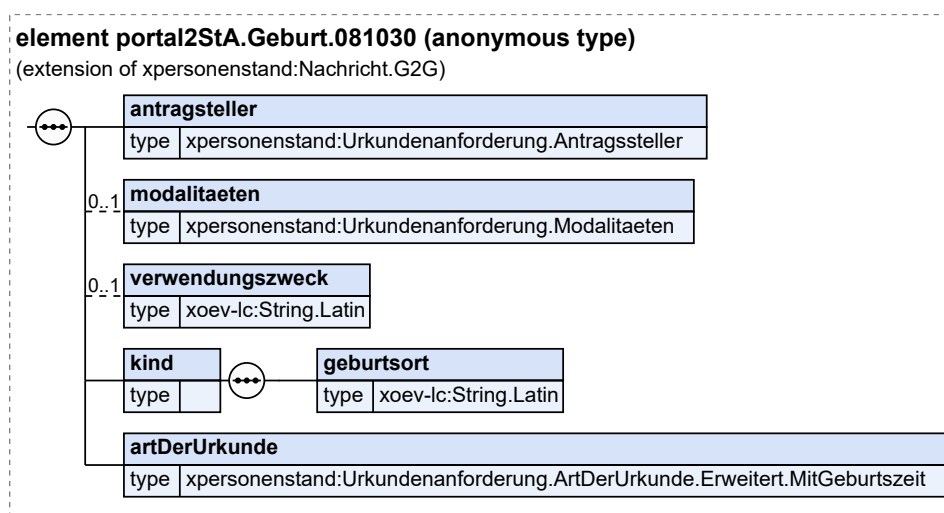 element portal2StA.Geburt.081030 (anonymous type)
(extension of xpersonenstand:Nachricht.G2G)
antragsteller
type xpersonenstand:Urkundenanforderung.Antragssteller
0..1
modalitaeten
type xpersonenstand:Urkundenanforderung.Modalitaeten
0..1
verwendungszweck
type xoev-lc:String.Latin
kind
type
geburtsort
type xoev-lc:String.Latin
artDerUrkunde
type xpersonenstand:Urkundenanforderung.ArtDerUrkunde.Erweitert.MitGeburtszeit